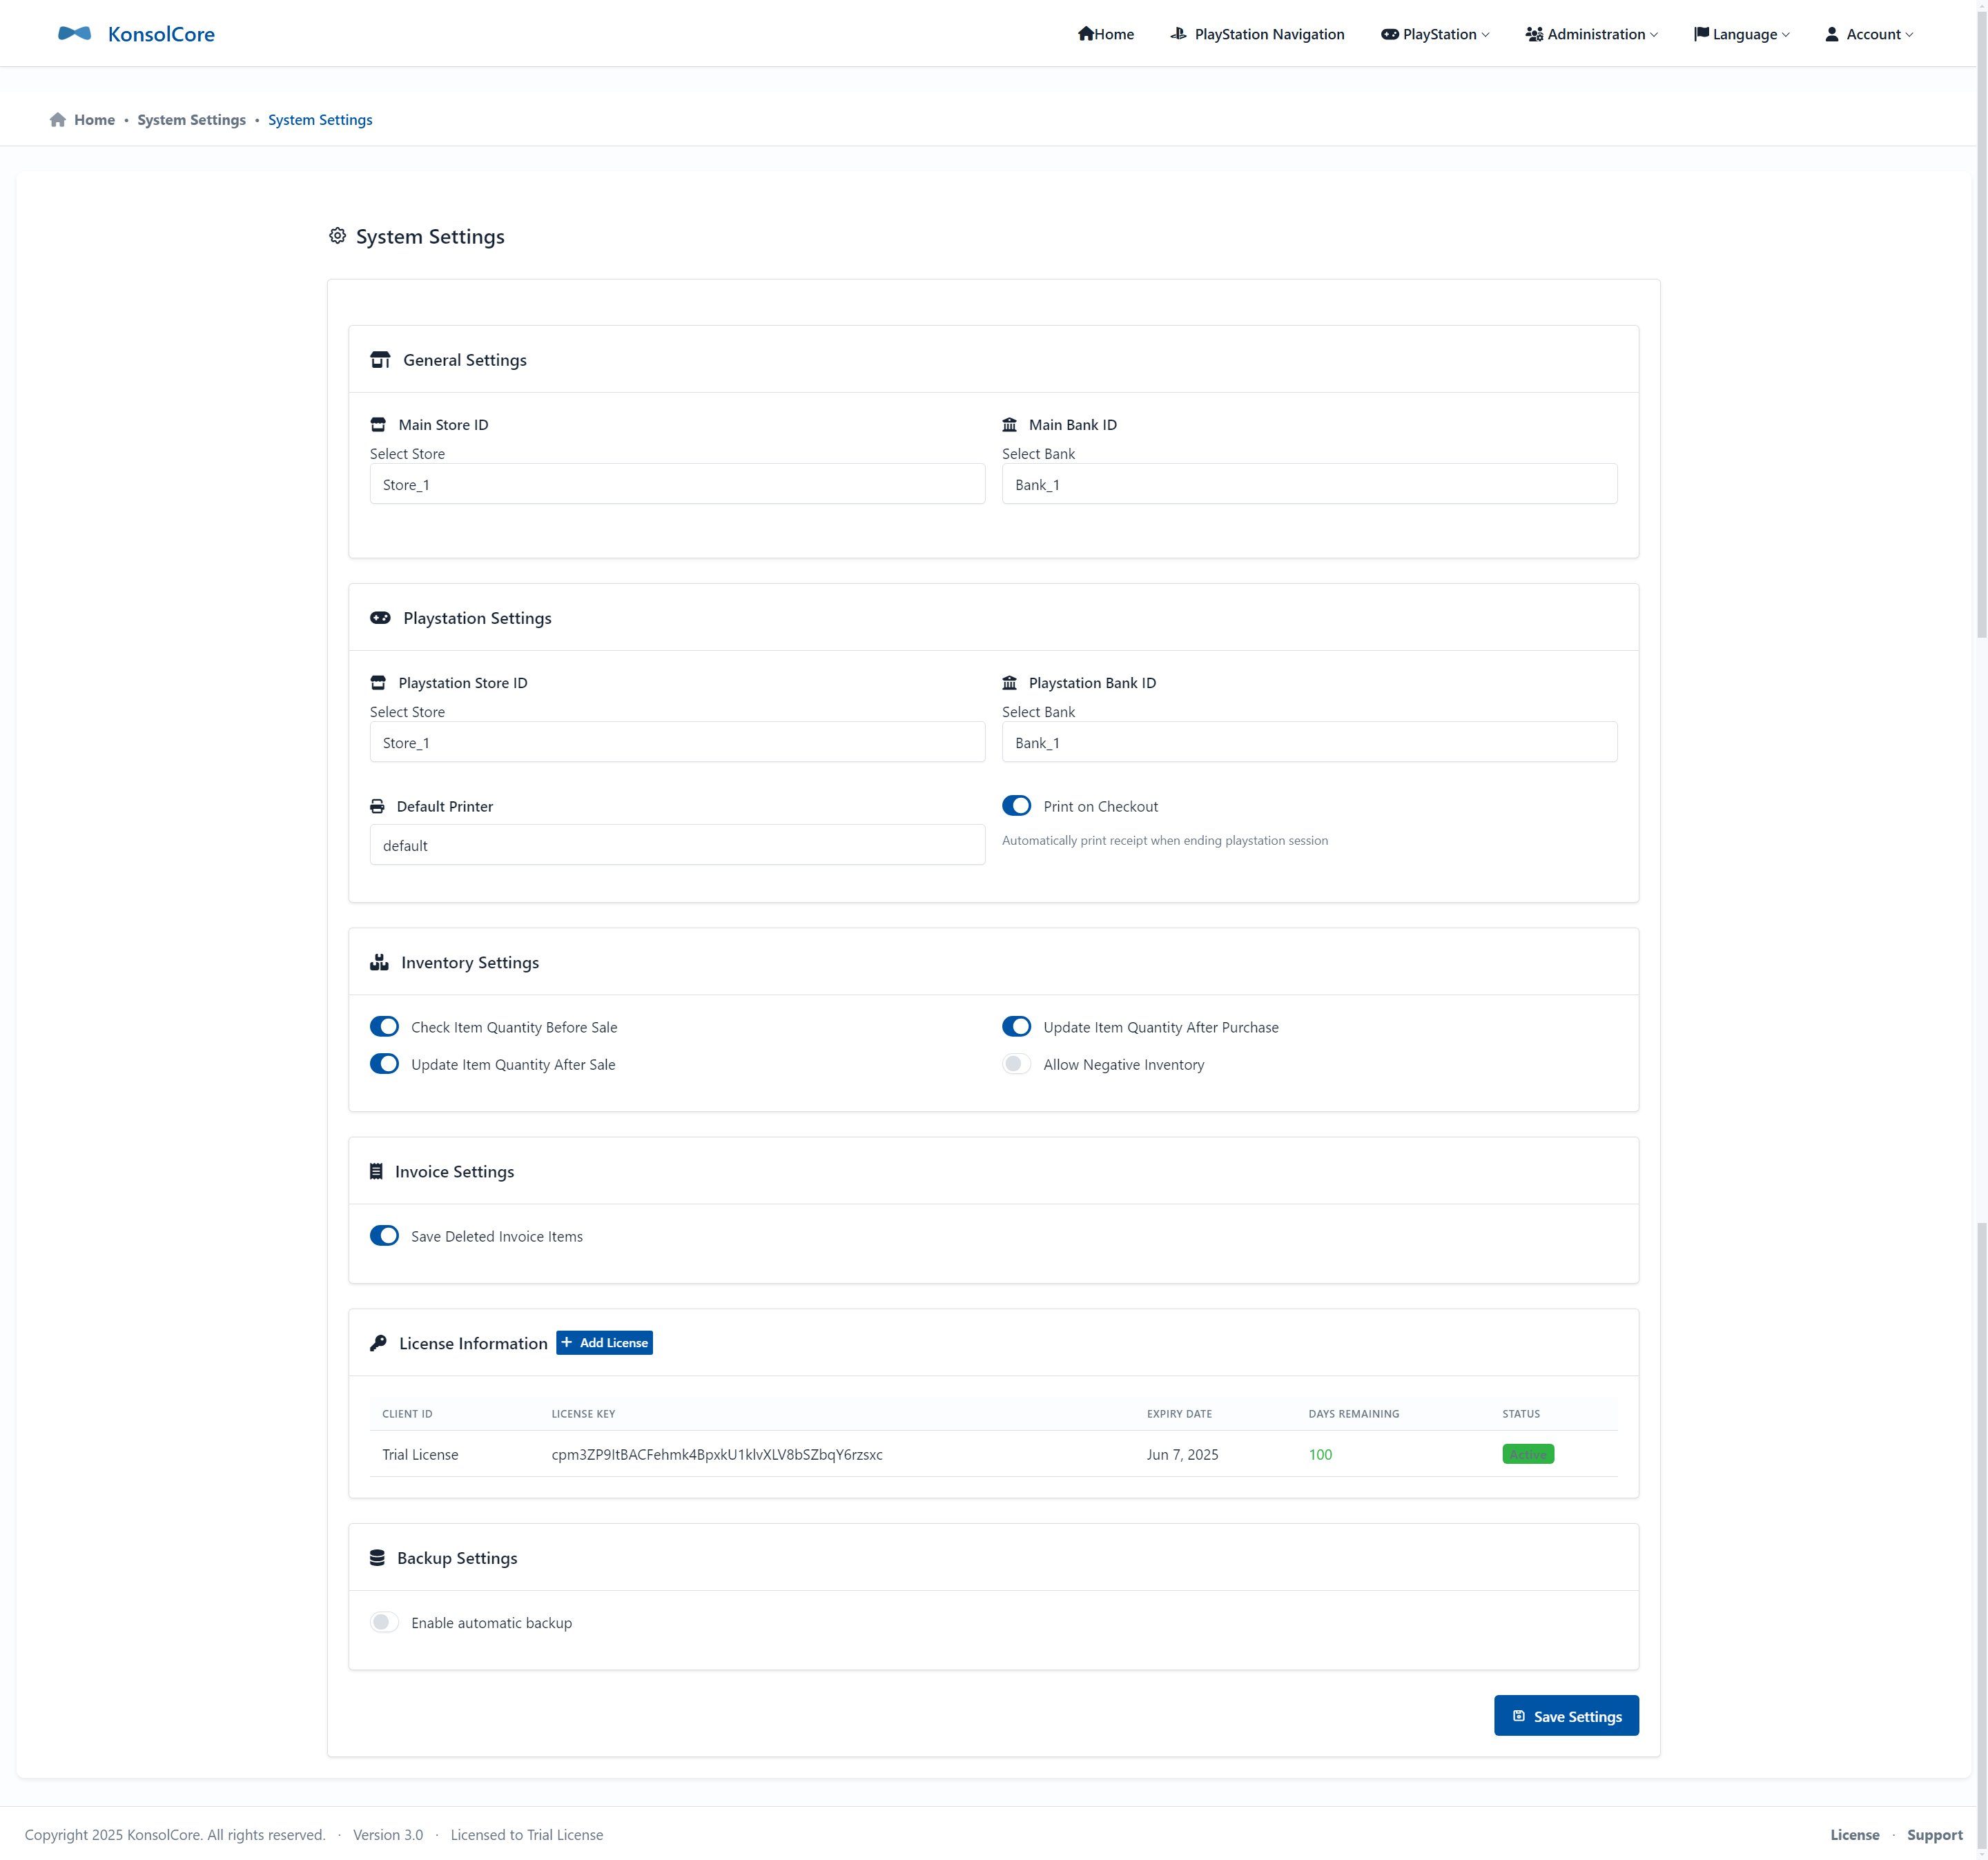 KonsolCore
Home PlayStation Navigation PlayStation Administration Language Account
Home • System Settings • System Settings
System Settings
General Settings
Main Store ID
Select Store
Store_1
Main Bank ID
Select Bank
Bank_1
Playstation Settings
Playstation Store ID
Select Store
Store_1
Playstation Bank ID
Select Bank
Bank_1
Default Printer
default
Print on Checkout
Automatically print receipt when ending playstation session
Inventory Settings
Check Item Quantity Before Sale
Update Item Quantity After Purchase
Update Item Quantity After Sale
Allow Negative Inventory
Invoice Settings
Save Deleted Invoice Items
License Information + Add License
CLIENT ID LICENSE KEY EXPIRY DATE DAYS REMAINING STATUS
Trial License cpm3ZP9ItBACFehmk4BpxkU1klvXLV8bSZbqY6rzsxc Jun 7, 2025 100 Active
Backup Settings
Enable automatic backup
Save Settings
Copyright 2025 KonsolCore. All rights reserved. · Version 3.0 · Licensed to Trial License
License · Support